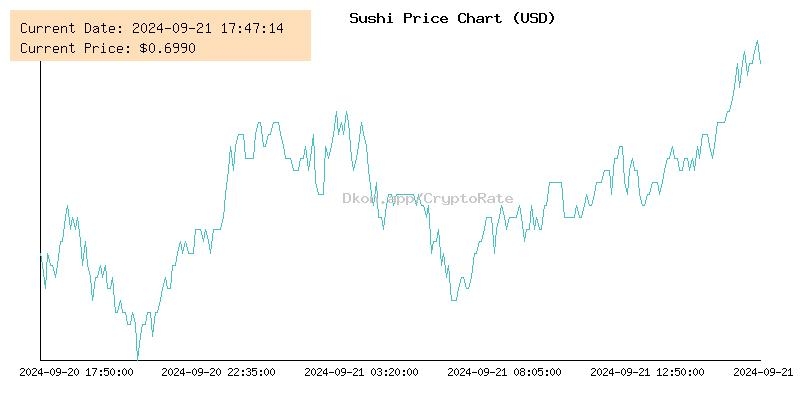 Sushi Price Chart (USD)
Current Date: 2024-09-21 17:47:14
Current Price: $0.6990
Dkon.app/CryptoRate
2024-09-20 17:50:00 2024-09-20 22:35:00 2024-09-21 03:20:00 2024-09-21 08:05:00 2024-09-21 12:50:00 2024-09-21